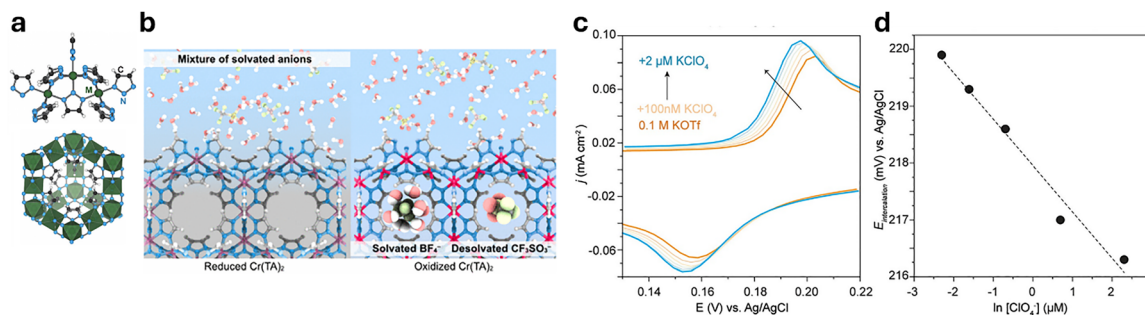 a
C
M
N
b
Mixture of solvated anions
Solvated BF₄⁻
Desolvated CF₃SO₃⁻
Reduced Cr(TA)₂
Oxidized Cr(TA)₂
c
0.10
0.06
0.02
-0.02
-0.06
j (mA cm⁻²)
+2 µM KClO₄
+100nM KClO₄
0.1 M KOTf
0.14
0.16
0.18
0.20
0.22
E (V) vs. Ag/AgCl
d
220
219
218
217
216
E intercalation (mV) vs. Ag/AgCl
-3
-2
-1
0
1
2
ln [ClO₄⁻] (µM)